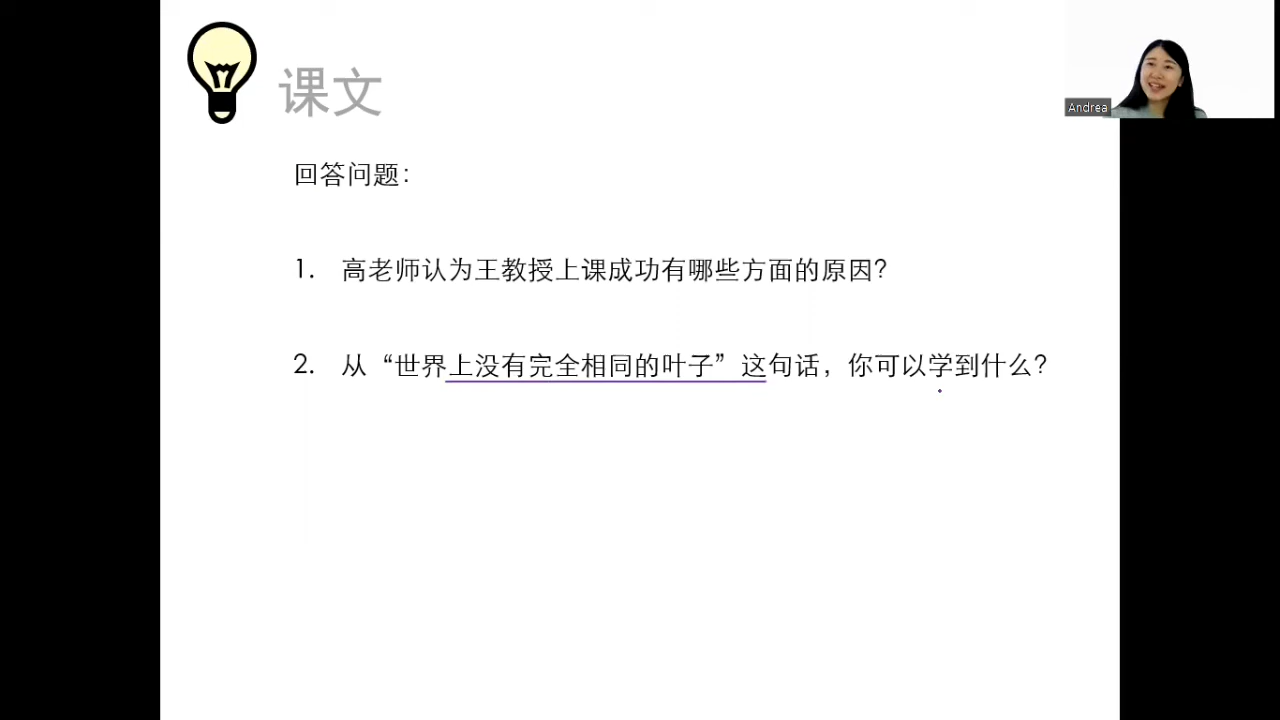 课文
Andrea
回答问题：
1. 高老师认为王教授上课成功有哪些方面的原因？
2. 从“世界上没有完全相同的叶子”这句话，你可以学到什么？